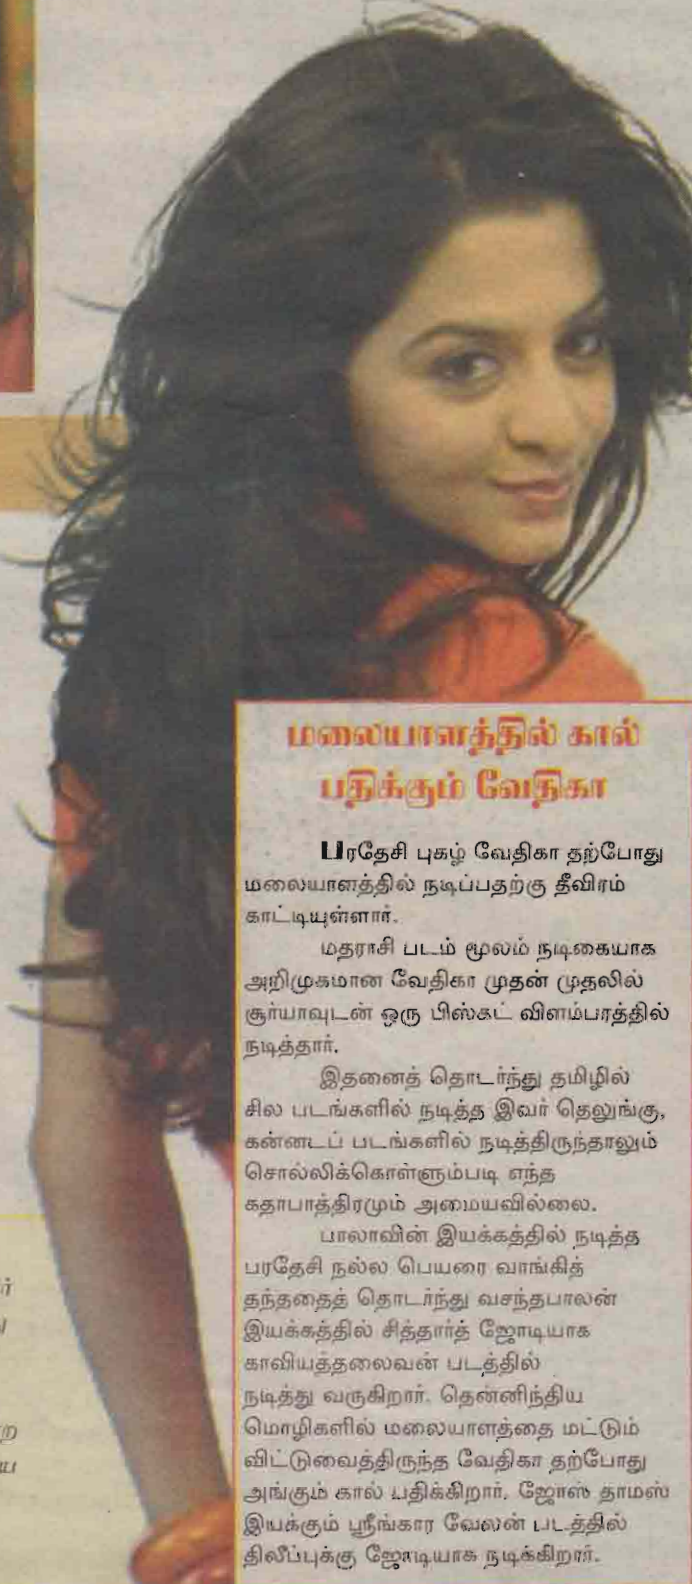 மலையாளத்தில் கால்
பதிக்கும் வேதிகா
பரதேசி புகழ் வேதிகா தற்போது
மலையாளத்தில் நடிப்பதற்கு தீவிரம்
காட்டியுள்ளார்.
மதராசி படம் மூலம் நடிகையாக
அறிமுகமான வேதிகா முதன் முதலில்
சூர்யாவுடன் ஒரு பிஸ்கட் விளம்பரத்தில்
நடித்தார்.
இதனைத் தொடர்ந்து தமிழில்
சில படங்களில் நடித்த இவர் தெலுங்கு,
கன்னடப் படங்களில் நடித்திருந்தாலும்
சொல்லிக்கொள்ளும்படி எந்த
கதாபாத்திரமும் அமையவில்லை.
பாலாவின் இயக்கத்தில் நடித்த
பரதேசி நல்ல பெயரை வாங்கித்
தந்ததைத் தொடர்ந்து வசந்தபாலன்
இயக்கத்தில் சித்தார்த் ஜோடியாக
காவியத்தலைவன் படத்தில்
நடித்து வருகிறார். தென்னிந்திய
மொழிகளில் மலையாளத்தை மட்டும்
விட்டுவைத்திருந்த வேதிகா தற்போது
அங்கும் கால் பதிக்கிறார். ஜோஸ் தாமஸ்
இயக்கும் ஸ்ரீங்கார வேலன் படத்தில்
திலீப்புக்கு ஜோடியாக நடிக்கிறார்.